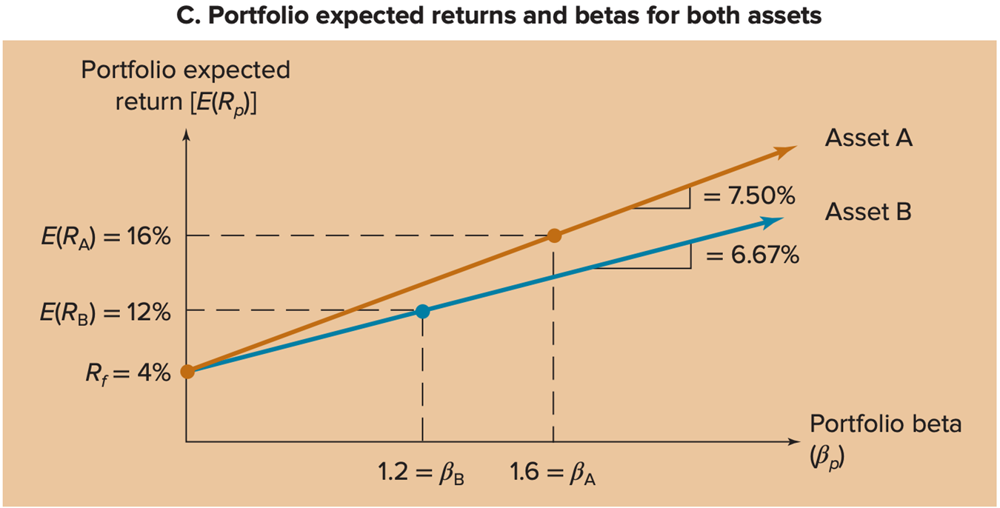 C. Portfolio expected returns and betas for both assets
Portfolio expected
return [E(Rp)]
Asset A
= 7.50%
Asset B
E(RA) = 16%
= 6.67%
E(RB) = 12%
Rf = 4%
Portfolio beta
(βp)
1.2 = βB
1.6 = βA